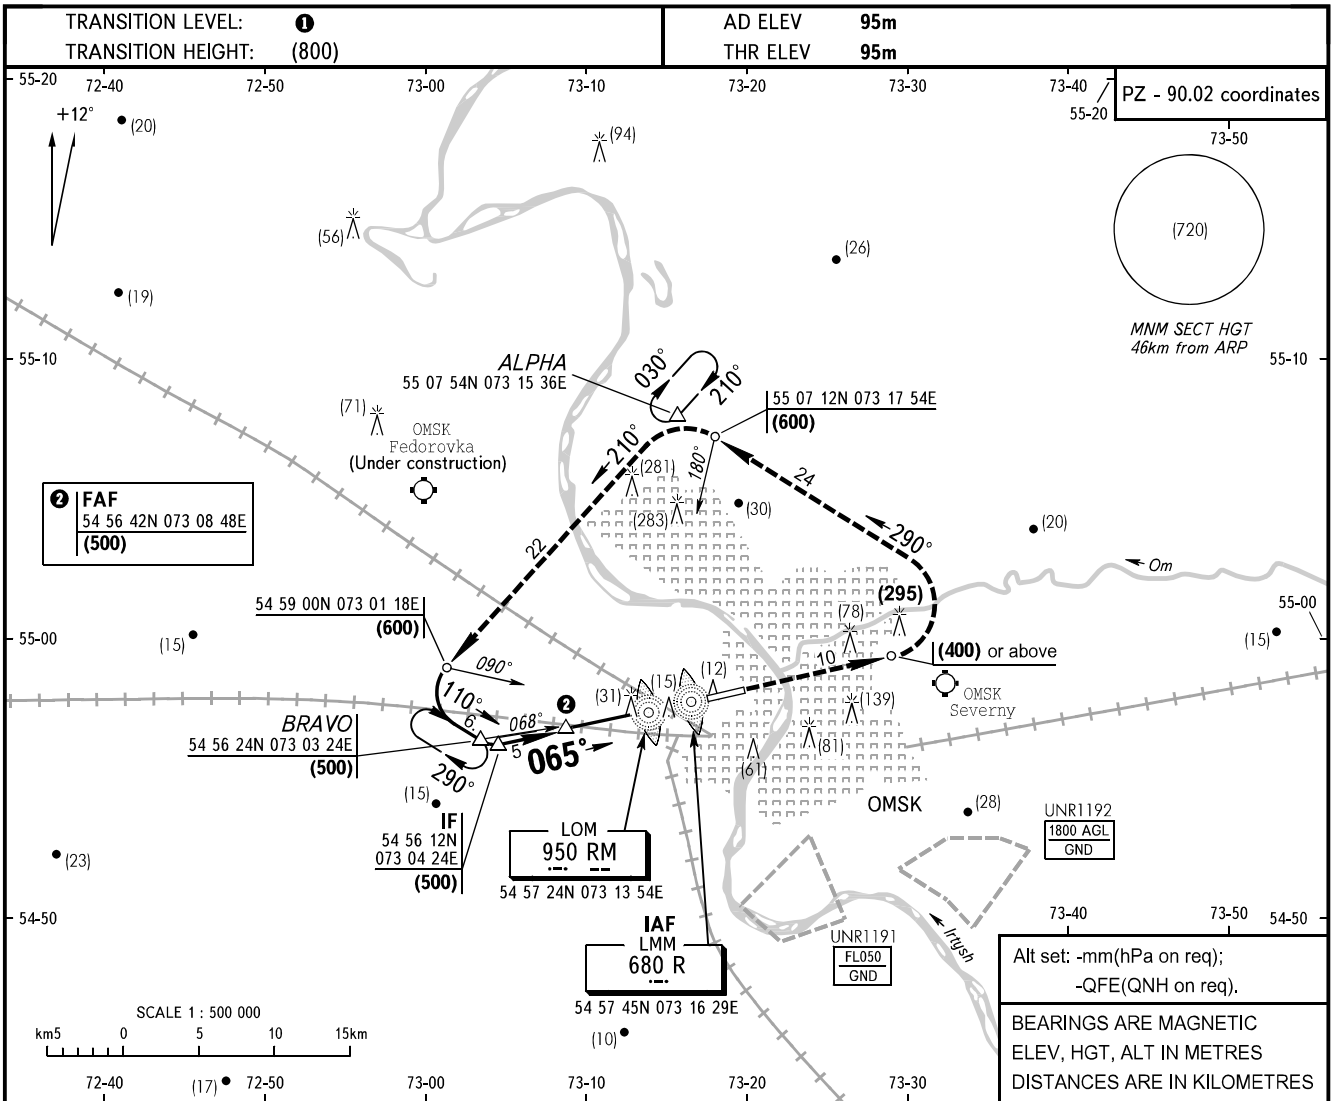 TRANSITION LEVEL: ❶
TRANSITION HEIGHT: (800)
AD ELEV 95m
THR ELEV 95m
55-20
72-40
72-50
73-00
73-10
73-20
73-30
73-40
55-20
PZ - 90.02 coordinates
73-50
+12°
(20)
(94)
(56)
(26)
(720)
(19)
MNM SECT HGT
46km from ARP
55-10
55-10
ALPHA
55 07 54N 073 15 36E
030°
210°
55 07 12N 073 17 54E
(600)
(71)
OMSK
Fedorovka
(Under construction)
210°
(281)
180°
24
(283)
(30)
(20)
290°
❷ FAF
54 56 42N 073 08 48E
(500)
22
Om
54 59 00N 073 01 18E
(600)
(295)
(78)
55-00
(15)
55-00
(15)
090°
10
(400) or above
(12)
(15)
(31)
110°
OMSK
Severny
(139)
BRAVO
54 56 24N 073 03 24E
(500)
6
068°
❷
5
065°
290°
(81)
(61)
(15)
OMSK
(28)
IF
54 56 12N
073 04 24E
(500)
LOM
950 RM
54 57 24N 073 13 54E
UNR1192
1800 AGL
GND
(23)
54-50
73-40
73-50
54-50
IAF
LMM
680 R
54 57 45N 073 16 29E
UNR1191
FL050
GND
Irtysh
Alt set: -mm(hPa on req);
-QFE(QNH on req).
SCALE 1 : 500 000
km5 0 5 10 15km
(10)
BEARINGS ARE MAGNETIC
ELEV, HGT, ALT IN METRES
DISTANCES ARE IN KILOMETRES
72-40
(17)
72-50
73-00
73-10
73-20
73-30